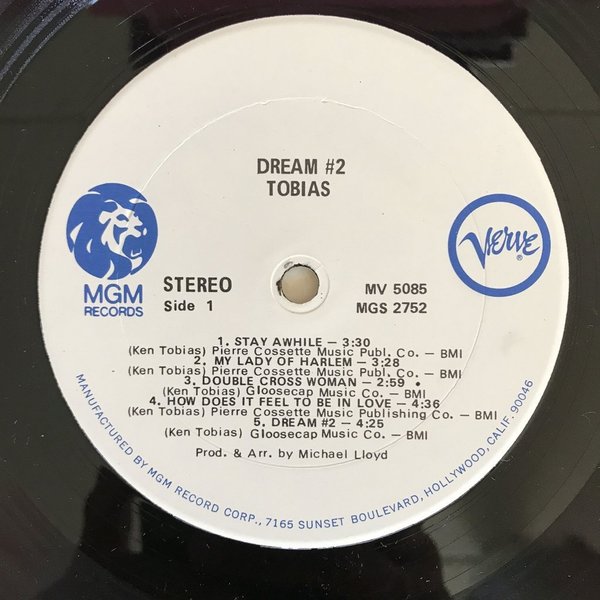 DREAM #2
TOBIAS
MGM
RECORDS
Verve
®
STEREO
Side 1
MV 5085
MGS 2752
1. STAY AWHILE — 3:30
(Ken Tobias) Pierre Cossette Music Publ. Co. — BMI
2. MY LADY OF HARLEM — 3:28
(Ken Tobias) Pierre Cossette Music Publ. Co. — BMI
3. DOUBLE CROSS WOMAN — 2:59 •
(Ken Tobias) Gloosecap Music Co. — BMI
4. HOW DOES IT FEEL TO BE IN LOVE — 4:36
(Ken Tobias) Pierre Cossette Music Publishing Co. — BMI
5. DREAM #2 — 4:25
(Ken Tobias) Gloosecap Music Co. — BMI
Prod. & Arr. by Michael Lloyd
MANUFACTURED BY MGM RECORD CORP., 7165 SUNSET BOULEVARD, HOLLYWOOD, CALIF. 90046